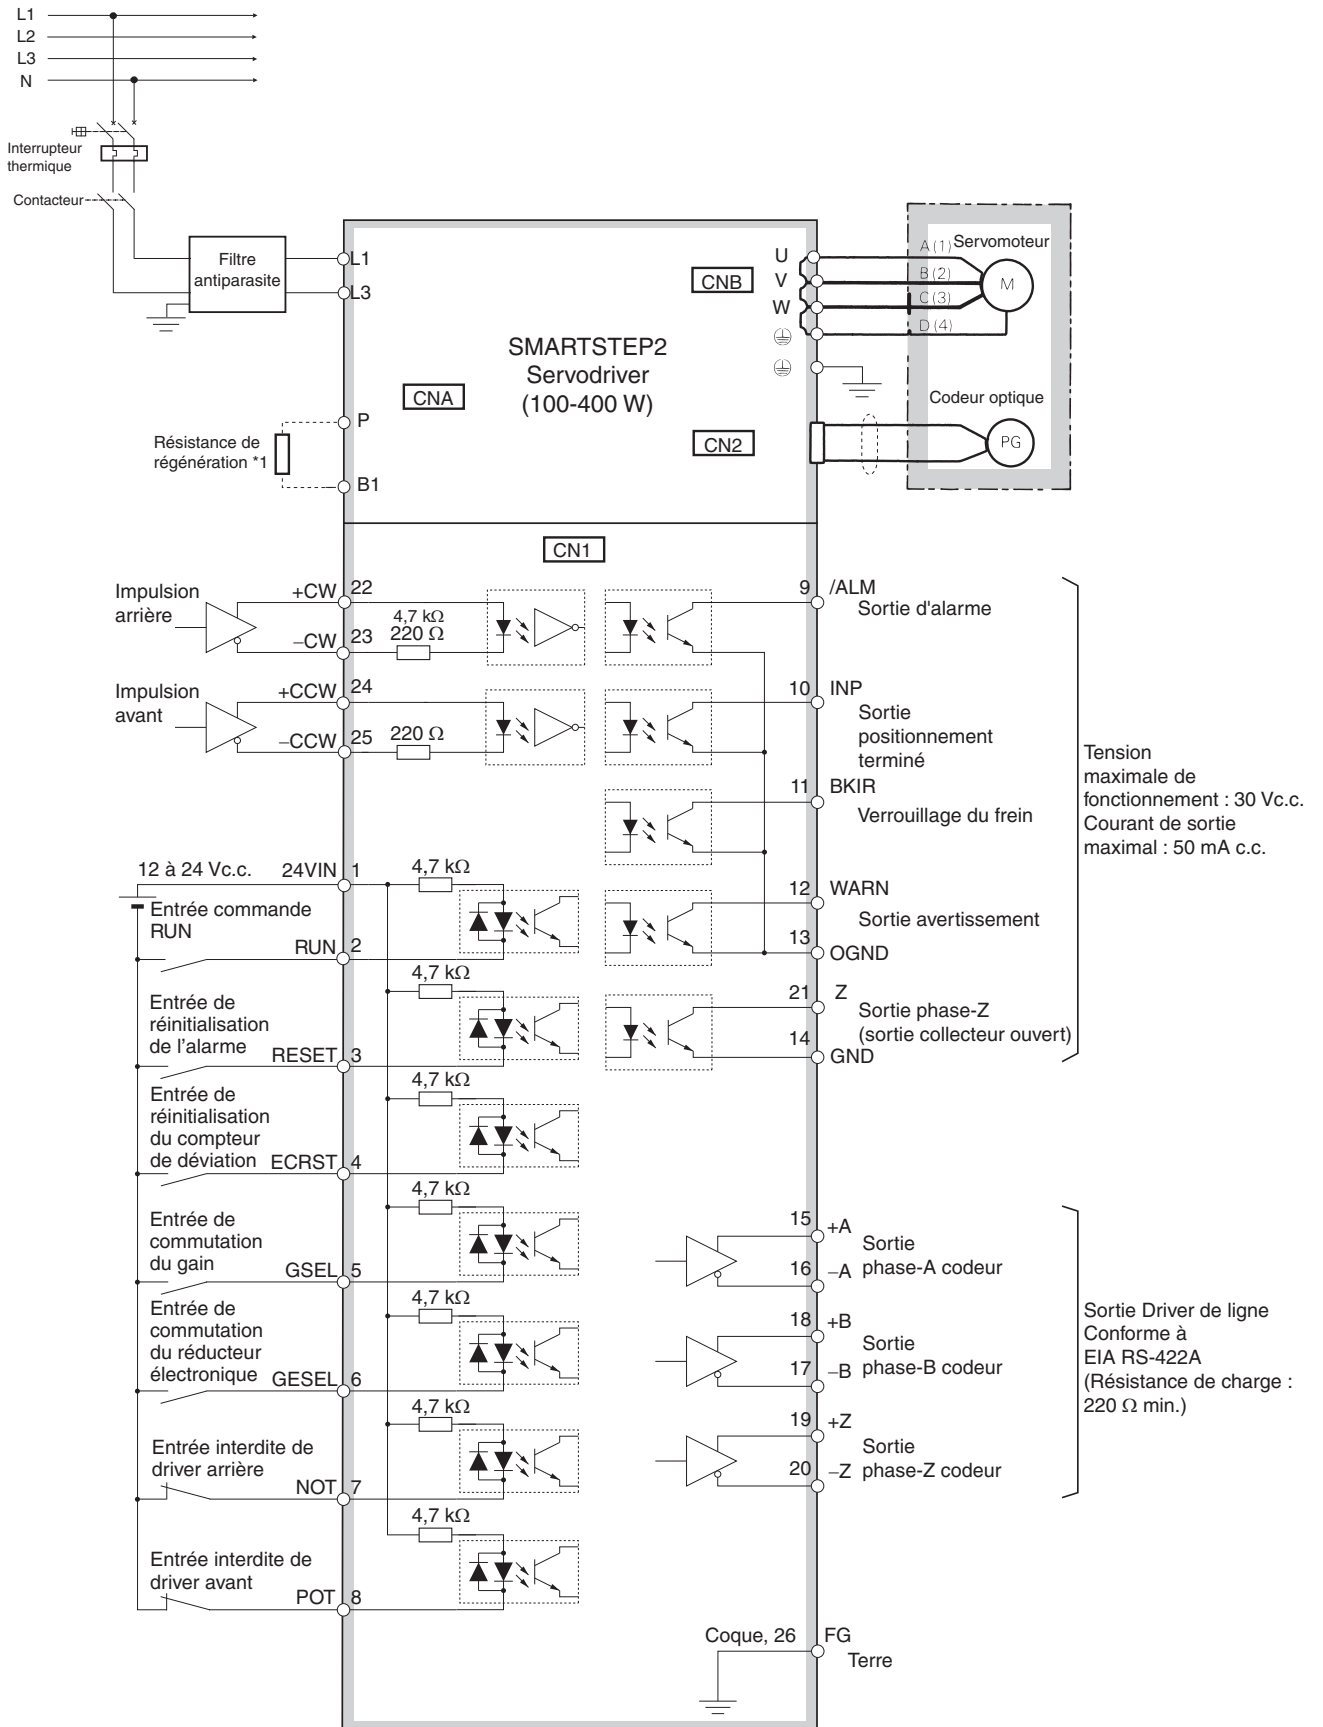 L1
L2
L3
N
Interrupteur
thermique
Contacteur
Filtre
antiparasite
L1
L3
SMARTSTEP2
Servodriver
(100-400 W)
CNA
CNB
CN2
U
V
W
A (1)
B (2)
C (3)
D (4)
Servomoteur
M
Codeur optique
PG
P
Résistance de
régénération *1
B1
CN1
Impulsion
arrière
+CW 22
–CW 23
4,7 kΩ
220 Ω
Impulsion
avant
+CCW 24
–CCW 25
220 Ω
12 à 24 Vc.c.
24VIN 1
4,7 kΩ
Entrée commande
RUN
RUN 2
4,7 kΩ
Entrée de
réinitialisation
de l'alarme
RESET 3
4,7 kΩ
Entrée de
réinitialisation
du compteur
de déviation
ECRST 4
4,7 kΩ
Entrée de
commutation
du gain
GSEL 5
4,7 kΩ
Entrée de
commutation
du réducteur
électronique
GESEL 6
4,7 kΩ
Entrée interdite de
driver arrière
NOT 7
4,7 kΩ
Entrée interdite de
driver avant
POT 8
9 /ALM
Sortie d'alarme
10 INP
Sortie
positionnement
terminé
11 BKIR
Verrouillage du frein
12 WARN
Sortie avertissement
13 OGND
21 Z
Sortie phase-Z
(sortie collecteur ouvert)
14 GND
Tension
maximale de
fonctionnement : 30 Vc.c.
Courant de sortie
maximal : 50 mA c.c.
15 +A
Sortie
phase-A codeur
16 –A
18 +B
Sortie
phase-B codeur
17 –B
19 +Z
Sortie
phase-Z codeur
20 –Z
Sortie Driver de ligne
Conforme à
EIA RS-422A
(Résistance de charge :
220 Ω min.)
Coque, 26 FG
Terre